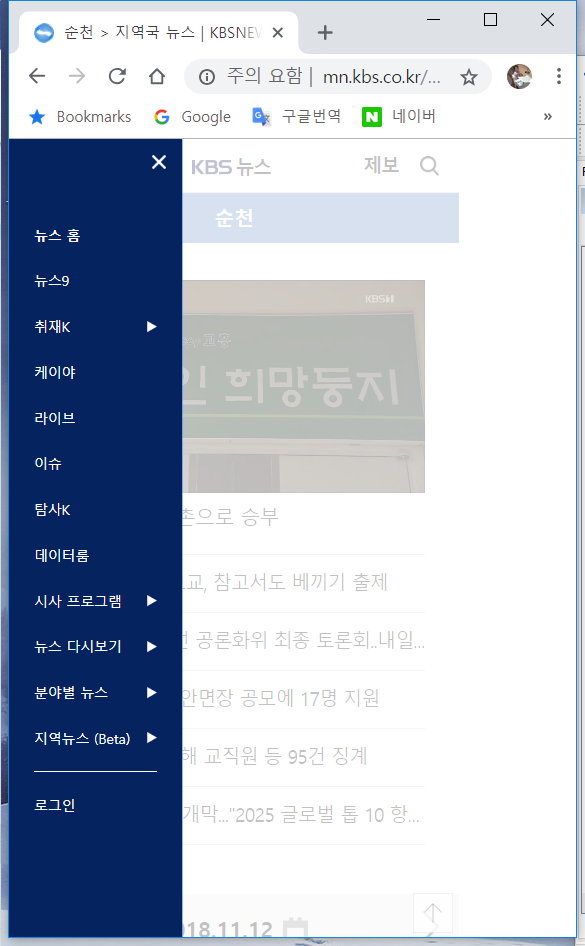 순천 > 지역국 뉴스 | KBSNEW
주의 요함 | mn.kbs.co.kr/...
Bookmarks Google 구글번역 네이버 »
KBS 뉴스 제보
순천
뉴스 홈
뉴스9
취재K
케이야
라이브
이슈
탐사K
데이터룸
시사 프로그램
뉴스 다시보기
분야별 뉴스
지역뉴스 (Beta)
로그인
KBS1
희망둥지
촌으로 승부
고교, 참고서도 베끼기 출제
공론화위 최종 토론회..내일...
안면장 공모에 17명 지원
해 교직원 등 95건 징계
개막..."2025 글로벌 톱 10 항...
018.11.12